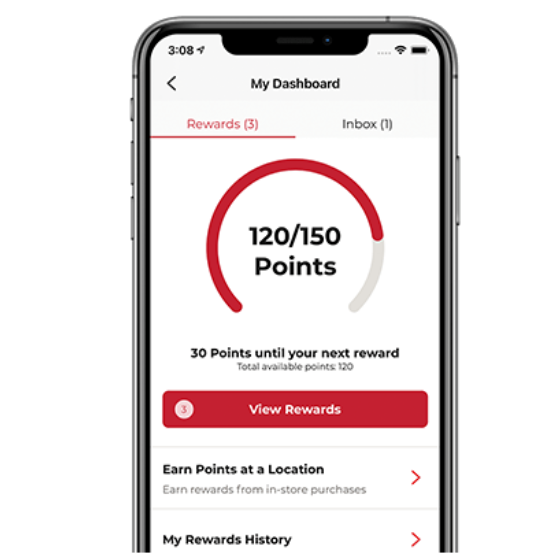 3:08
My Dashboard
Rewards (3)
Inbox (1)
120/150
Points
30 Points until your next reward
Total available points: 120
3
View Rewards
Earn Points at a Location
Earn rewards from in-store purchases
My Rewards History